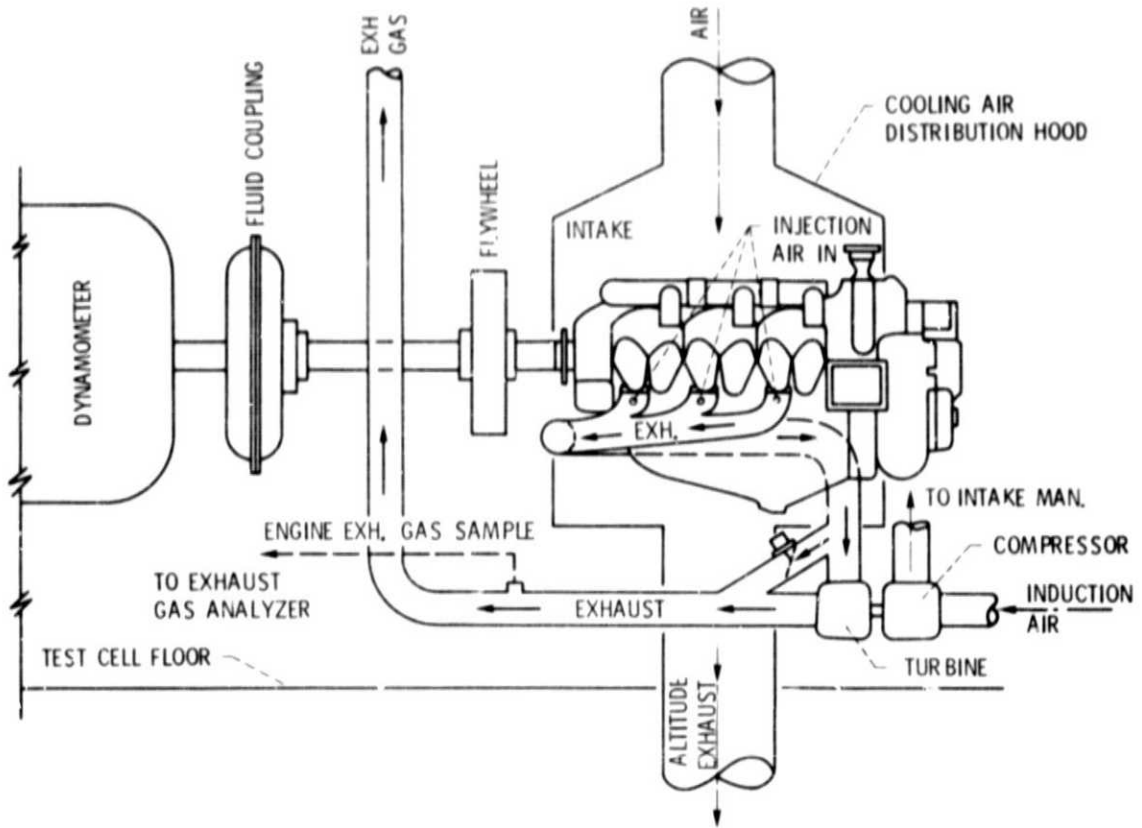 EXH
GAS
AIR
COOLING AIR
DISTRIBUTION HOOD
FLUID COUPLING
FLYWHEEL
INTAKE
INJECTION
AIR IN
DYNAMOMETER
EXH.
TO INTAKE MAN.
ENGINE EXH. GAS SAMPLE
COMPRESSOR
TO EXHAUST
GAS ANALYZER
EXHAUST
INDUCTION
AIR
TEST CELL FLOOR
TURBINE
ALTITUDE
EXHAUST